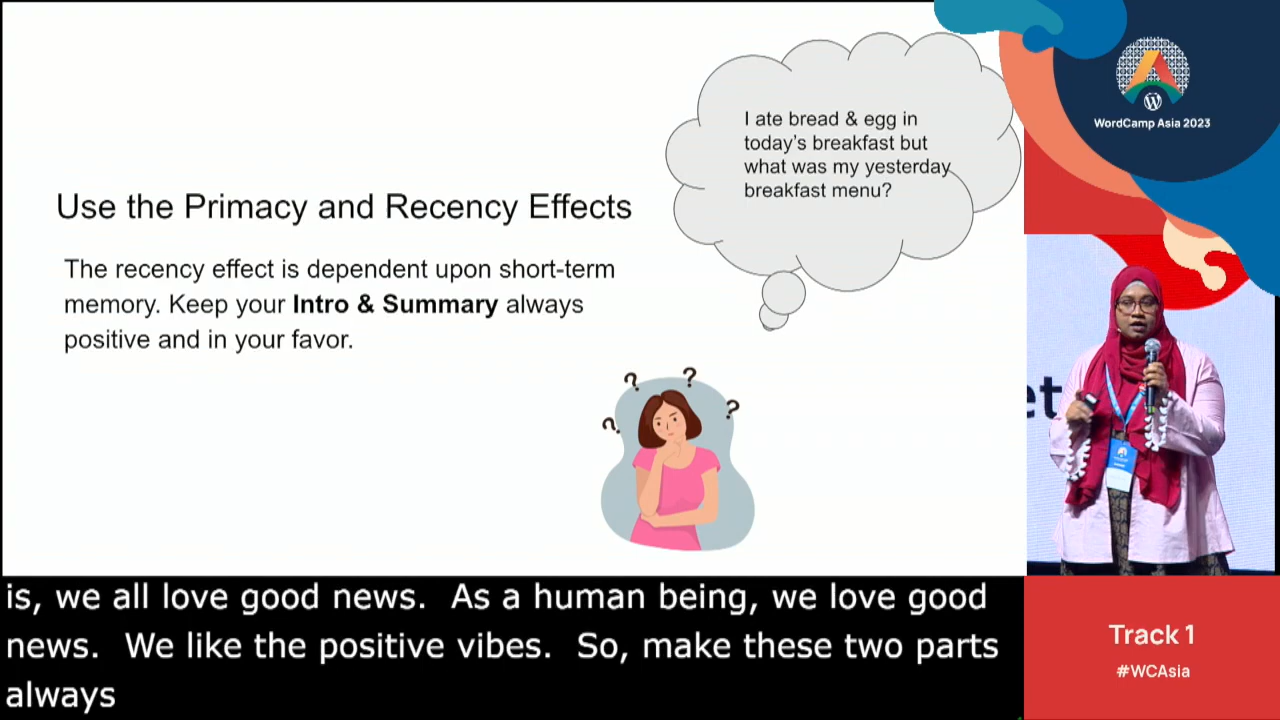 I ate bread & egg in
today's breakfast but
what was my yesterday
breakfast menu?
WordCamp Asia 2023
Use the Primacy and Recency Effects
The recency effect is dependent upon short-term
memory. Keep your Intro & Summary always
positive and in your favor.
? ? ? ?
et
is, we all love good news. As a human being, we love good
news. We like the positive vibes. So, make these two parts
always
Track 1
#WCAsia